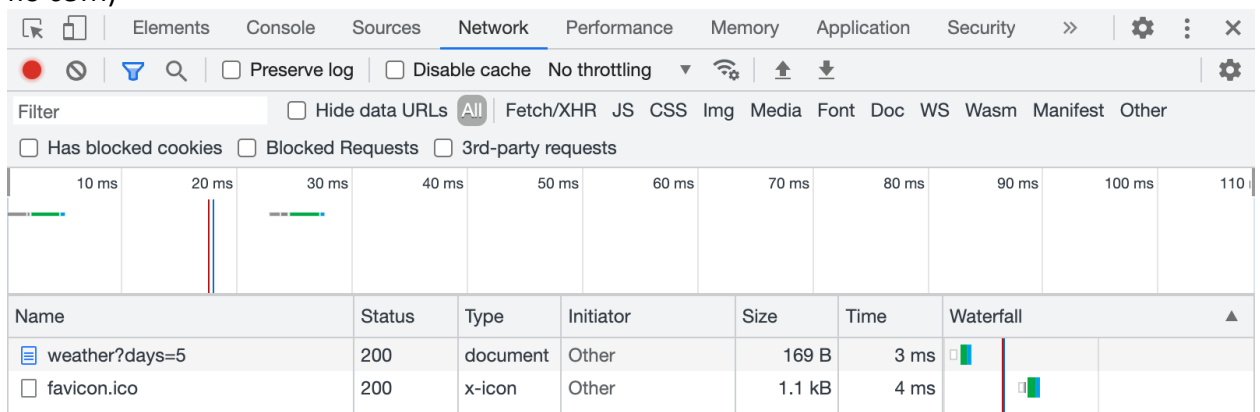 Elements Console Sources Network Performance Memory Application Security »
Preserve log Disable cache No throttling
Filter Hide data URLs All Fetch/XHR JS CSS Img Media Font Doc WS Wasm Manifest Other
Has blocked cookies Blocked Requests 3rd-party requests
10 ms 20 ms 30 ms 40 ms 50 ms 60 ms 70 ms 80 ms 90 ms 100 ms 110
Name Status Type Initiator Size Time Waterfall
weather?days=5 200 document Other 169 B 3 ms
favicon.ico 200 x-icon Other 1.1 kB 4 ms